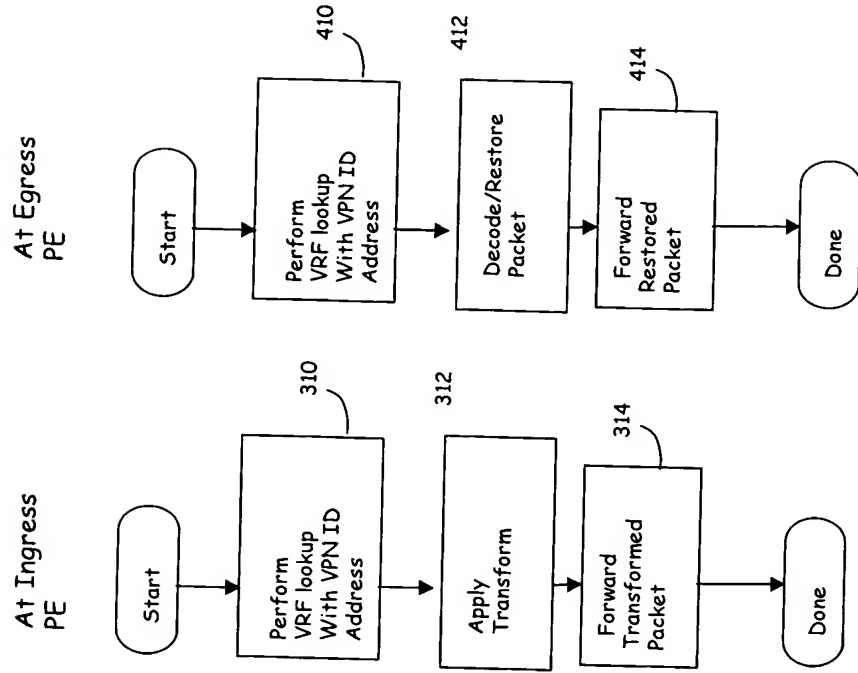 At Ingress
PE
Start
Perform
VRF lookup
With VPN ID
Address
310
312
Apply
Transform
Forward
Transformed
Packet
314
Done
At Egress
PE
Start
Perform
VRF lookup
With VPN ID
Address
410
412
Decode/Restore
Packet
Forward
Restored
Packet
414
Done